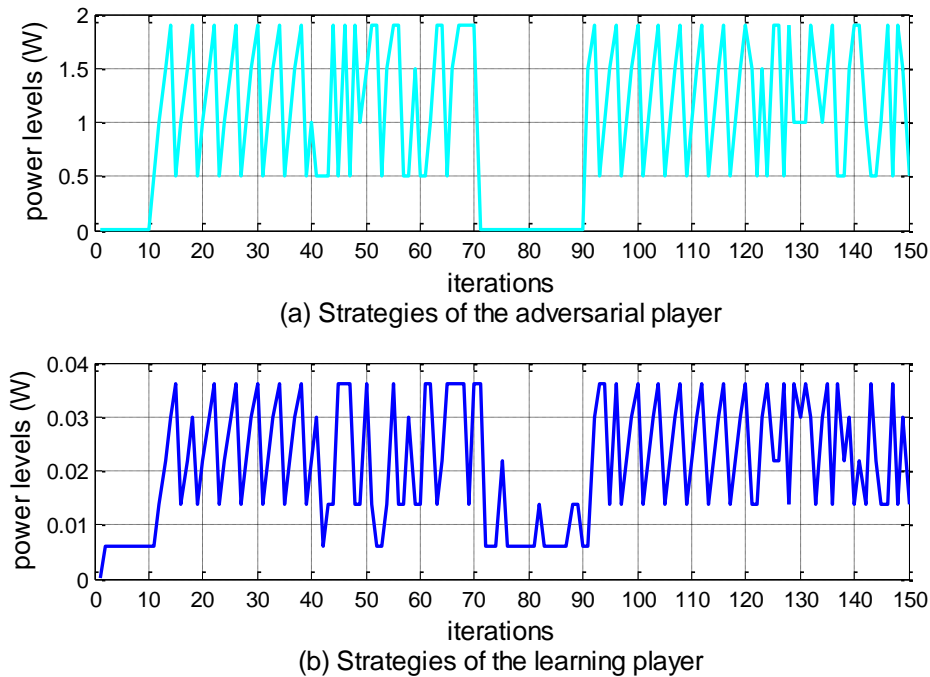 2
1.5
1
0.5
0
power levels (W)
0 10 20 30 40 50 60 70 80 90 100 110 120 130 140 150
iterations
(a) Strategies of the adversarial player
0.04
0.03
0.02
0.01
0
power levels (W)
0 10 20 30 40 50 60 70 80 90 100 110 120 130 140 150
iterations
(b) Strategies of the learning player